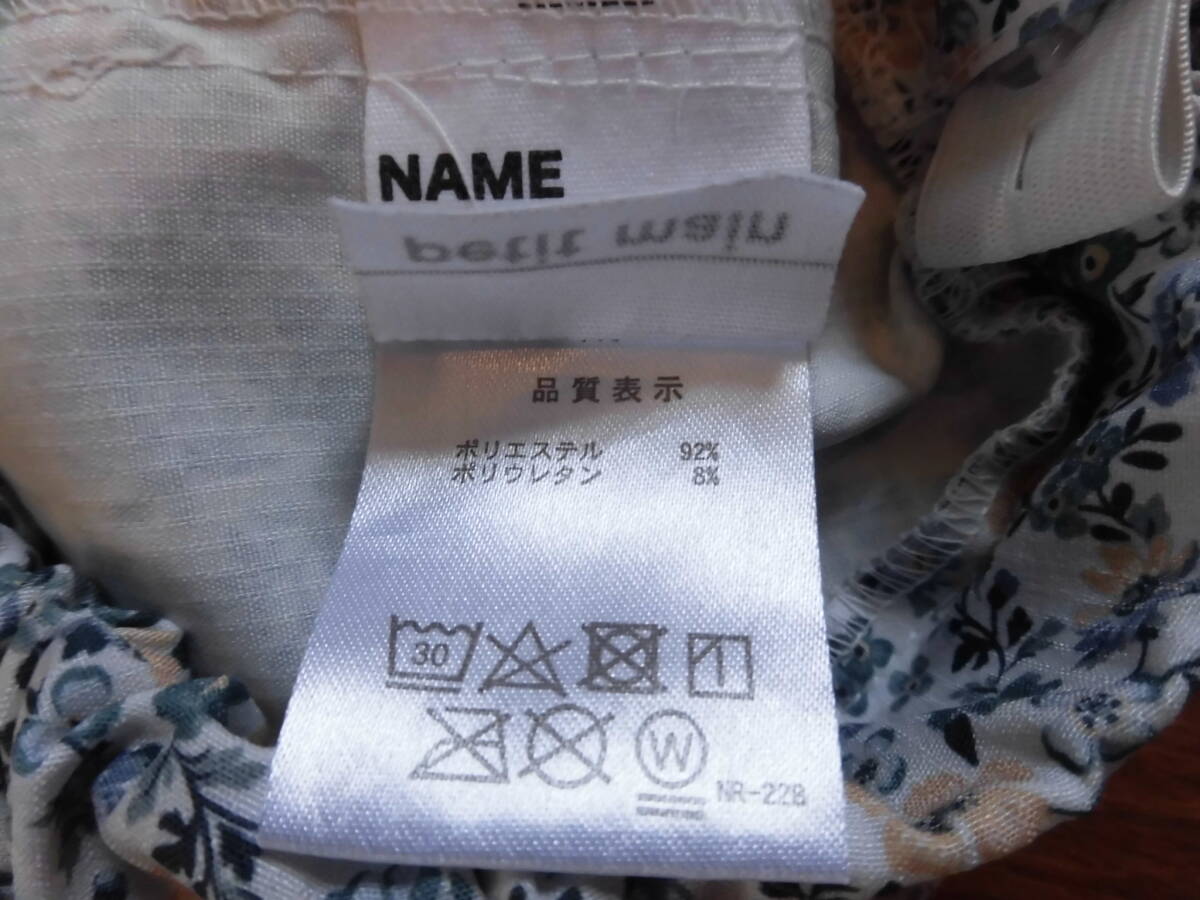 NAME
petit main
品質表示
ポリエステル 92%
ポリウレタン 8%
30
W
NR-228